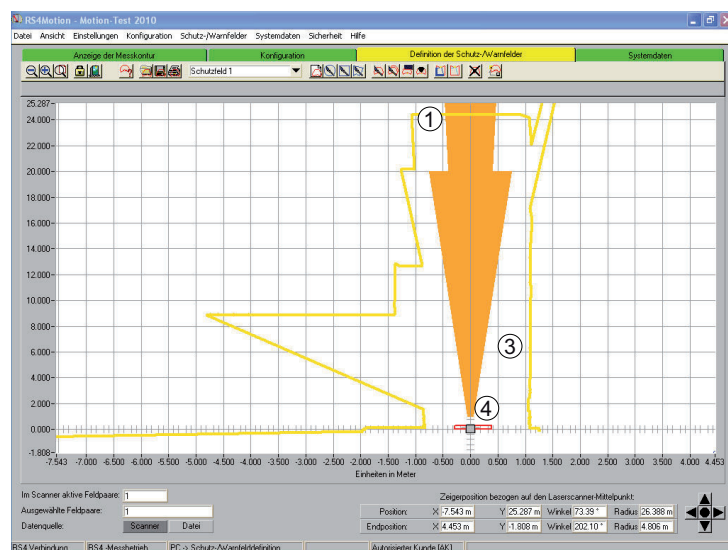 RS4Motion - Motion-Test 2010
Datei Ansicht Einstellungen Konfiguration Schutz-/Warnfelder Systemdaten Sicherheit Hilfe
Anzeige der Messkontur Konfiguration Definition der Schutz-/Warnfelder Systemdaten
Schutzfeld 1
25.287
24.000
22.000
20.000
18.000
16.000
14.000
12.000
10.000
8.000
6.000
4.000
2.000
0.000
-1.808
1
3
4
-7.543 -7.000 -6.000 -5.000 -4.500 -4.000 -3.500 -3.000 -2.500 -2.000 -1.500 -1.000 -0.500 0.000 0.500 1.000 1.500 2.000 2.500 3.000 3.500 4.453
Einheiten in Meter
Im Scanner aktive Feldpaare: 1
Ausgewählte Feldpaare: 1
Datenquelle: Scanner Datei
Zeigerposition bezogen auf den Laserscanner-Mittelpunkt:
Position: X -7.543 m Y 25.287 m Winkel 73.39 ° Radius 26.388 m
Endposition: X 4.453 m Y -1.808 m Winkel 202.10 ° Radius 4.806 m
RS4 Verbindung RS4 -Messbetrieb PC -> Schutz-/Warnfelddefinition Autorisierter Kunde [AK]